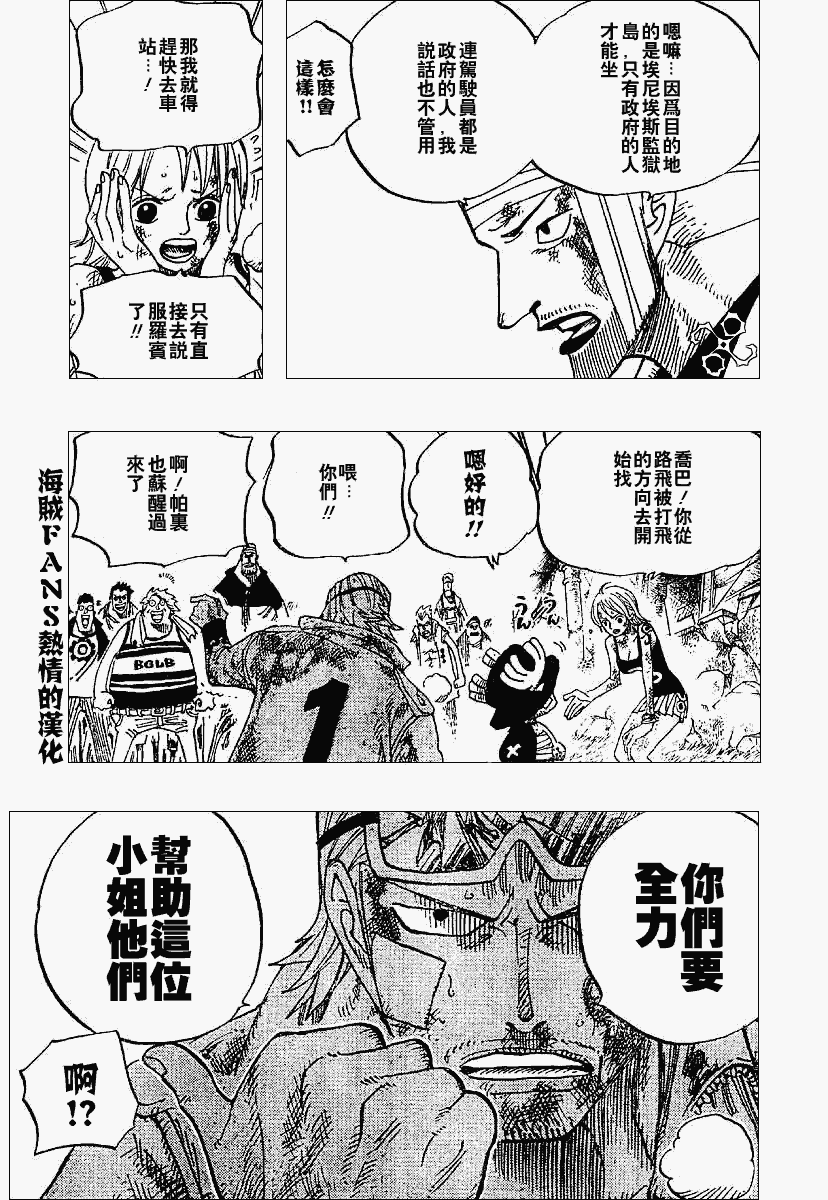 嗯嘛…因爲目的地
的是埃尼埃斯監獄
島,只有政府的人
才能坐
連駕駛員都是
政府的人,我
說話也不管用
怎麼會
這樣!!
那我就得
趕快去車
站…!
只有直
接去說
服羅賓
了!!
喬巴!你從
路飛被打飛
的方向去開
始找
嗯好的!!
喂…
你們!!
啊!帕裏
也蘇醒過
來了
うんうん
BGLB
1
海賊FANS熱情的漢化
你們要
全力
幫助這位
小姐他們
啊!?